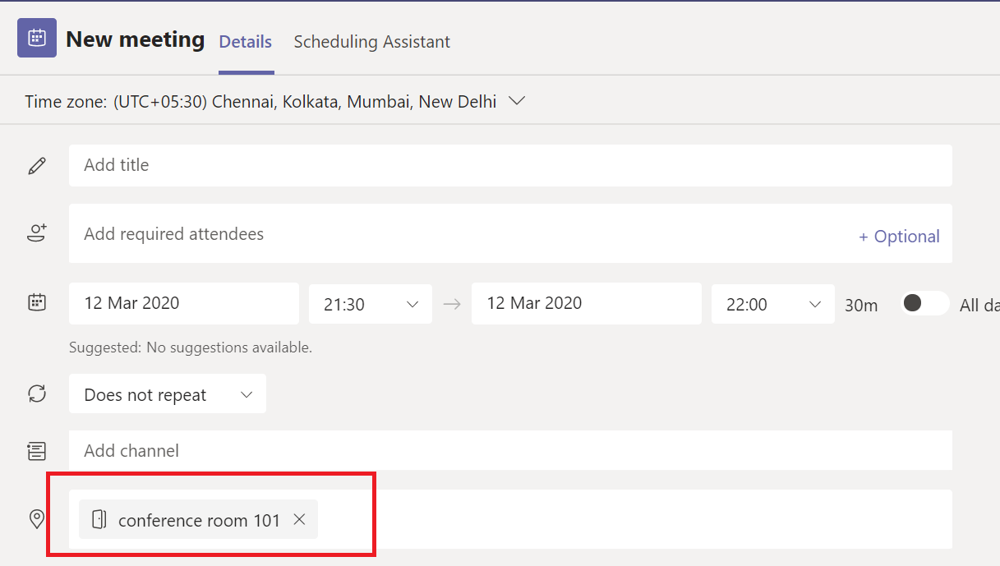 New meeting Details Scheduling Assistant
Time zone: (UTC+05:30) Chennai, Kolkata, Mumbai, New Delhi
Add title
Add required attendees + Optional
12 Mar 2020 21:30 12 Mar 2020 22:00 30m All da
Suggested: No suggestions available.
Does not repeat
Add channel
conference room 101